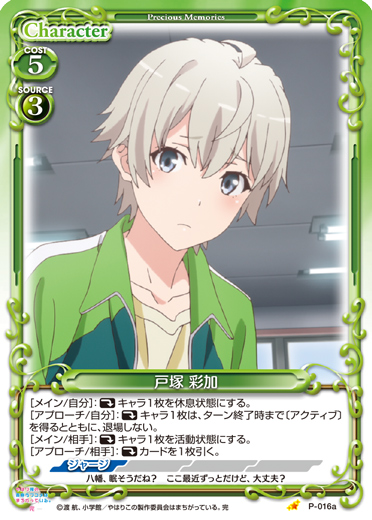 Precious Memories
Character
COST
5
SOURCE
3
戸塚 彩加
[メイン/自分]：キャラ1枚を休息状態にする。
[アプローチ/自分]：キャラ1枚は、ターン終了時まで〔アクティブ〕
を得るとともに、退場しない。
[メイン/相手]：キャラ1枚を活動状態にする。
[アプローチ/相手]：カードを1枚引く。
ジャージ
八幡、眠そうだね？ ここ最近ずっとだけど、大丈夫？
©渡 航、小学館／やはりこの製作委員会はまちがっている。完
P-016a